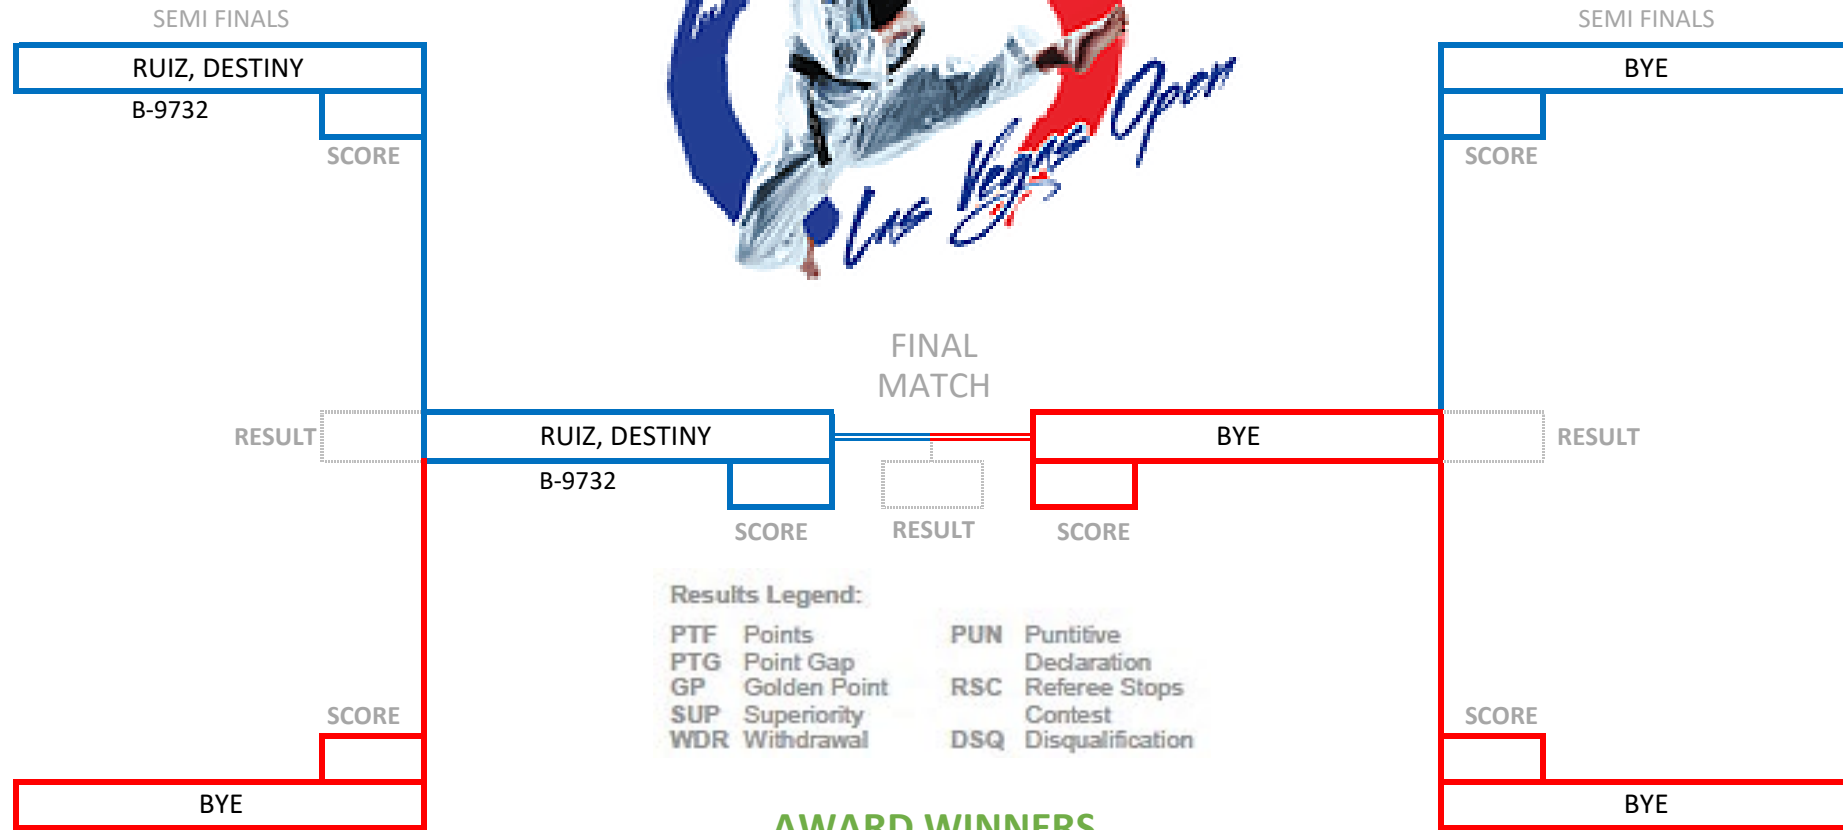 SEMI FINALS
SEMI FINALS
RUIZ, DESTINY
BYE
B-9732
SCORE
SCORE
Las Vegas Open
FINAL
MATCH
RESULT
RUIZ, DESTINY
BYE
RESULT
B-9732
SCORE
RESULT
SCORE
Results Legend:
PTF Points
PTG Point Gap
GP Golden Point
SUP Superiority
WDR Withdrawal
PUN Puntitive
Declaration
RSC Referee Stops
Contest
DSQ Disqualification
SCORE
SCORE
BYE
BYE
AWARD WINNERS